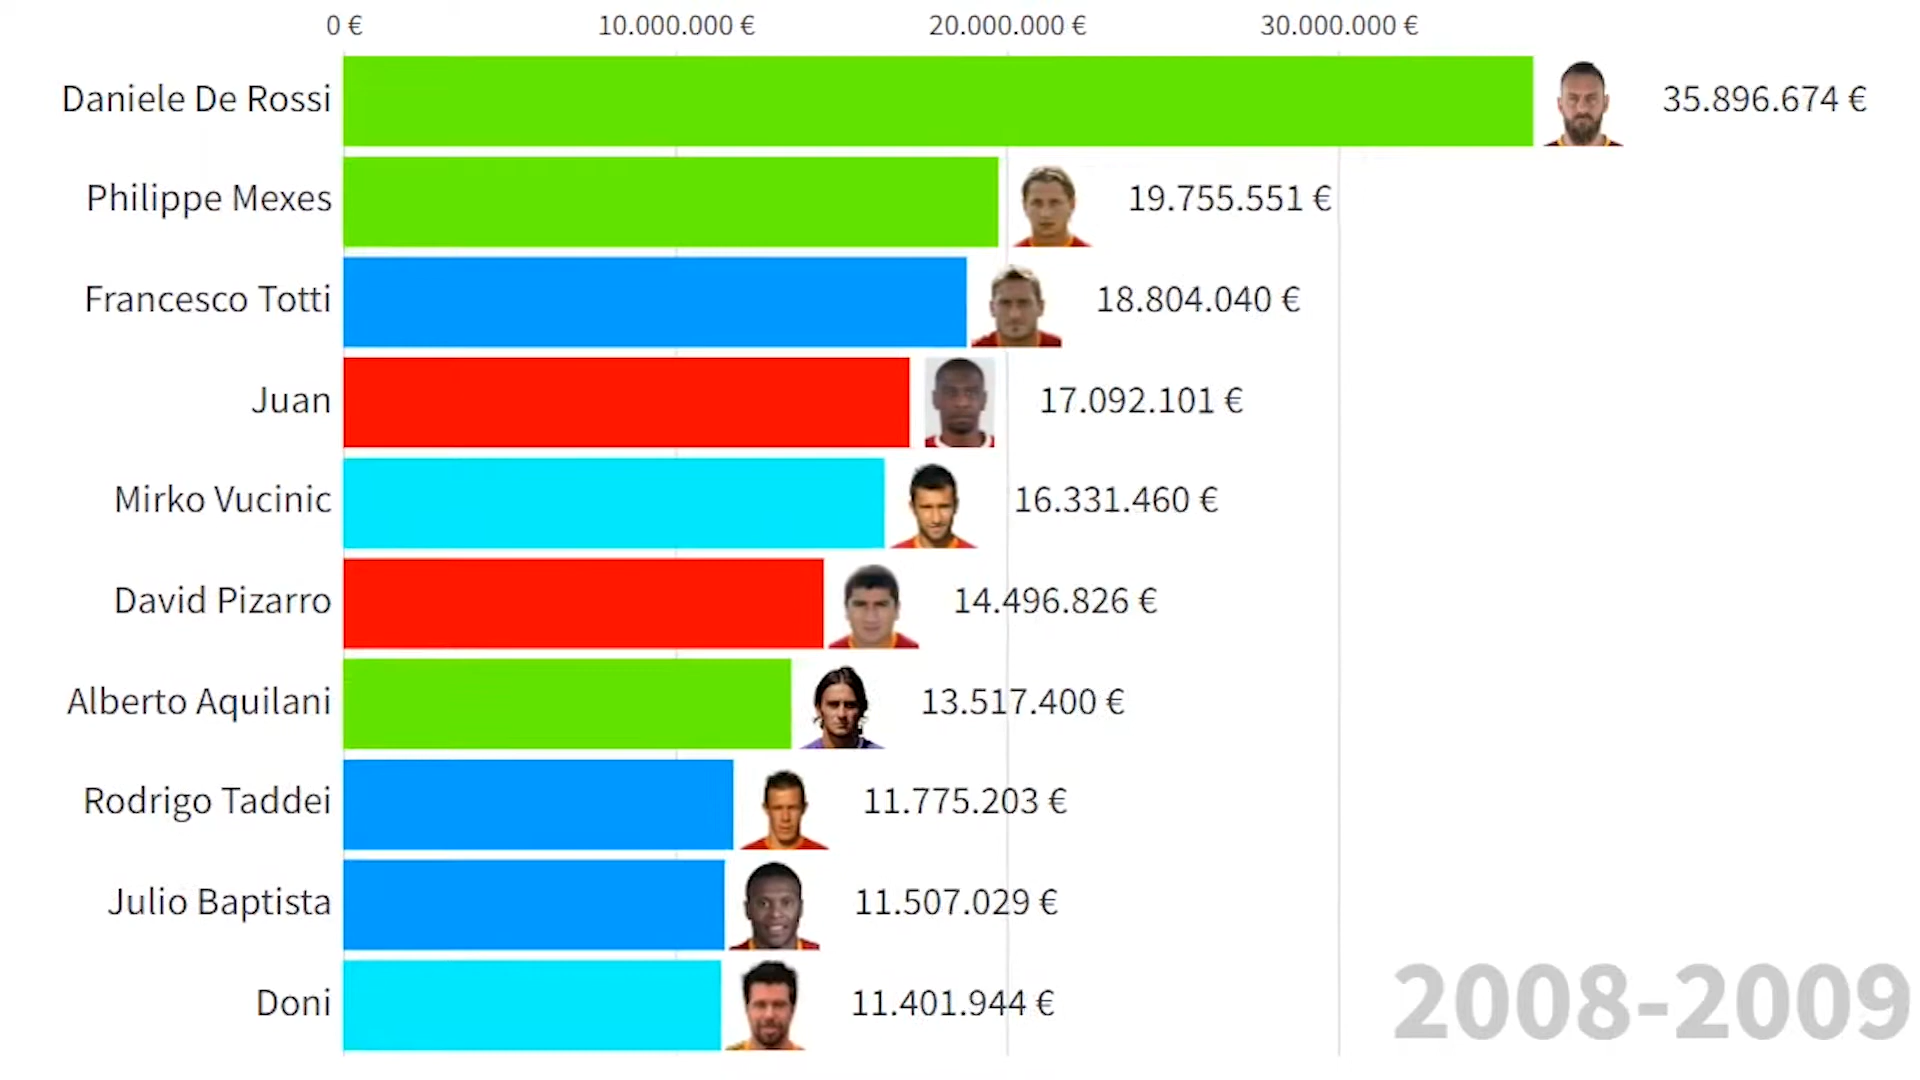 0 € 10.000.000 € 20.000.000 € 30.000.000 €
Daniele De Rossi 35.896.674 €
Philippe Mexes 19.755.551 €
Francesco Totti 18.804.040 €
Juan 17.092.101 €
Mirko Vucinic 16.331.460 €
David Pizarro 14.496.826 €
Alberto Aquilani 13.517.400 €
Rodrigo Taddei 11.775.203 €
Julio Baptista 11.507.029 €
Doni 11.401.944 €
2008-2009